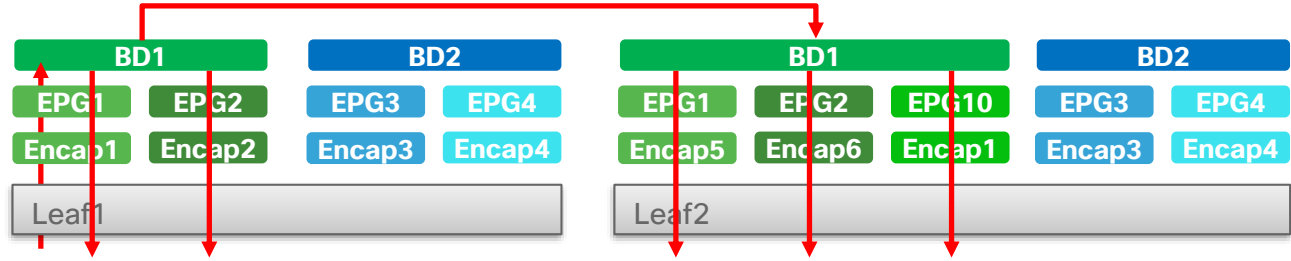 BD1 BD2 BD1 BD2
EPG1 EPG2 EPG3 EPG4 EPG1 EPG2 EPG10 EPG3 EPG4
Encap1 Encap2 Encap3 Encap4 Encap5 Encap6 Encap1 Encap3 Encap4
Leaf1 Leaf2